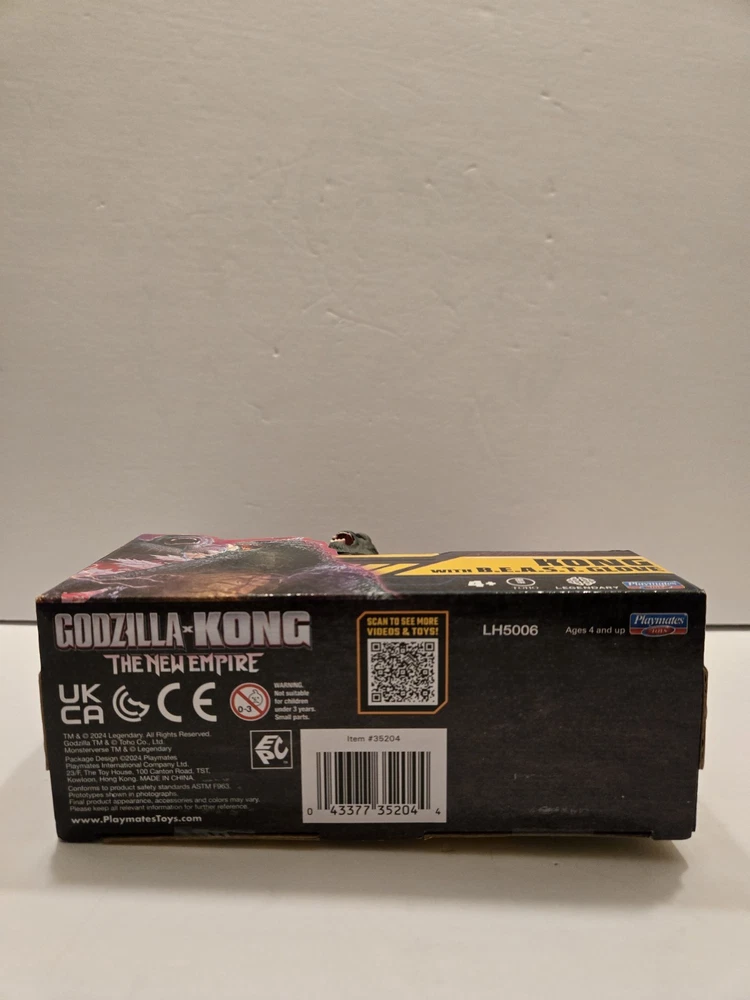 KONG
WITH B.E.A.S.T. GLOVE
4+
TOHO
LEGENDARY
Playmates
GODZILLA x KONG
THE NEW EMPIRE
SCAN TO SEE MORE
VIDEOS & TOYS!
LH5006
Ages 4 and up
Playmates
TOYS
UK
CA
CE
0-3
WARNING.
Not suitable
for children
under 3 years.
Small parts.
TM & © 2024 Legendary. All Rights Reserved.
Godzilla TM & © Toho Co., Ltd.
Monsterverse TM & © Legendary
Package Design ©2024 Playmates
Playmates International Company Ltd.
23/F, The Toy House, 100 Canton Road, TST,
Kowloon, Hong Kong. MADE IN CHINA.
Conforms to product safety standards ASTM F963.
Prototypes shown in photographs.
Final product appearance, accessories and colors may vary.
Please keep all relevant information for further reference.
www.PlaymatesToys.com
EPC
Item #35204
0 43377 35204 4